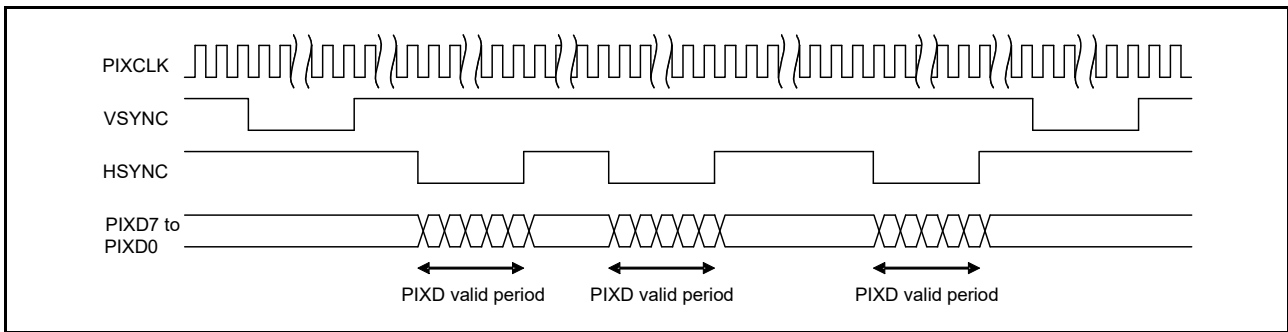 PIXCLK
VSYNC
HSYNC
PIXD7 to
PIXD0
PIXD valid period
PIXD valid period
PIXD valid period